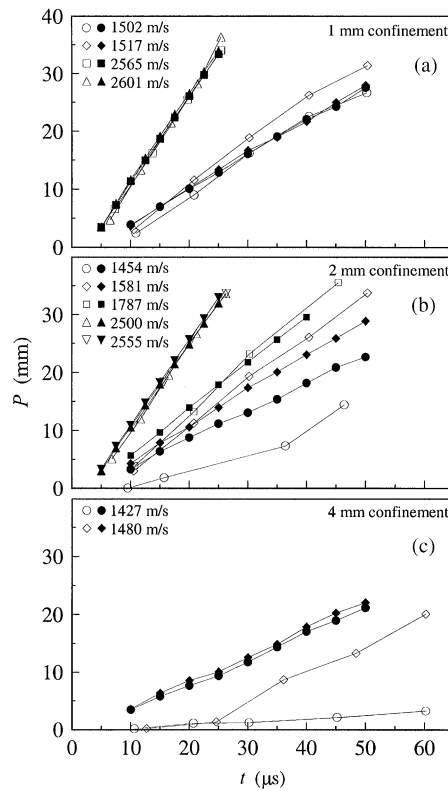 40
30
20
10
0
1502 m/s
1517 m/s
2565 m/s
2601 m/s
1 mm confinement
(a)
30
20
10
0
1454 m/s
1581 m/s
1787 m/s
2500 m/s
2555 m/s
2 mm confinement
(b)
P (mm)
30
20
10
0
1427 m/s
1480 m/s
4 mm confinement
(c)
0 10 20 30 40 50 60
t (μs)